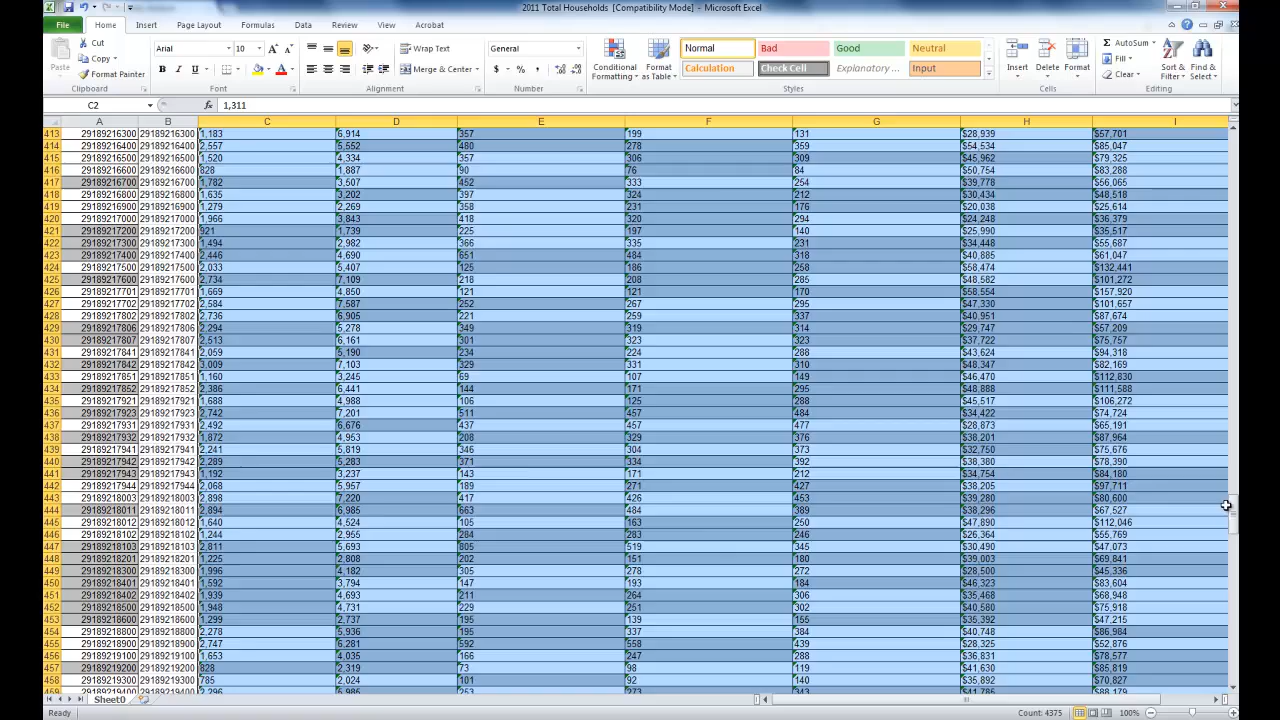 2011 Total Households [Compatibility Mode] - Microsoft Excel
File Home Insert Page Layout Formulas Data Review View Acrobat
Paste Cut Copy Format Painter
Arial 10 B I U A
Wrap Text Merge & Center
General $ % ,
Conditional Formatting Format as Table
Normal Bad Good Neutral
Calculation Check Cell Explanatory ... Input
Insert Delete Format
AutoSum Fill Clear Sort & Filter Find & Select
Clipboard Font Alignment Number Styles Cells Editing
C2 fx 1,311
A B C D E F G H I
413 29189216300 29189216300 1,183 6,914 357 199 131 $28,939 $57,701
414 29189216400 29189216400 2,557 5,552 480 278 359 $54,534 $85,047
415 29189216500 29189216500 1,520 4,334 357 306 309 $45,962 $79,325
416 29189216600 29189216600 828 1,887 90 76 84 $50,754 $83,288
417 29189216700 29189216700 1,782 3,507 452 333 254 $39,778 $56,065
418 29189216800 29189216800 1,635 3,202 397 324 212 $30,434 $48,518
419 29189216900 29189216900 1,279 2,269 358 231 176 $20,038 $25,614
420 29189217000 29189217000 1,966 3,843 418 320 294 $24,248 $36,379
421 29189217200 29189217200 921 1,739 225 197 140 $25,990 $35,517
422 29189217300 29189217300 1,494 2,982 366 335 231 $34,448 $55,687
423 29189217400 29189217400 2,446 4,690 651 484 318 $40,885 $61,047
424 29189217500 29189217500 2,033 5,407 125 186 258 $58,474 $132,441
425 29189217600 29189217600 2,734 7,109 218 208 285 $48,562 $101,272
426 29189217701 29189217701 1,669 4,850 121 121 170 $58,554 $157,920
427 29189217702 29189217702 2,584 7,587 252 267 295 $47,330 $101,657
428 29189217802 29189217802 2,736 6,905 221 259 337 $40,951 $87,674
429 29189217806 29189217806 2,294 5,278 349 319 314 $29,747 $57,209
430 29189217807 29189217807 2,513 6,161 301 323 323 $37,722 $75,757
431 29189217841 29189217841 2,059 5,190 234 224 288 $43,624 $94,318
432 29189217842 29189217842 3,009 7,103 329 331 310 $48,347 $82,169
433 29189217851 29189217851 1,160 3,245 69 107 149 $46,470 $112,830
434 29189217852 29189217852 2,386 6,441 144 171 295 $48,888 $111,588
435 29189217921 29189217921 1,688 4,988 106 125 288 $45,517 $106,272
436 29189217923 29189217923 2,742 7,201 511 457 484 $34,422 $74,724
437 29189217931 29189217931 2,492 6,676 437 457 477 $28,873 $65,191
438 29189217932 29189217932 1,872 4,953 208 329 376 $38,201 $87,964
439 29189217941 29189217941 2,241 5,819 346 304 373 $32,750 $75,676
440 29189217942 29189217942 2,289 5,283 371 334 392 $38,380 $78,390
441 29189217943 29189217943 1,192 3,237 143 171 212 $34,754 $84,180
442 29189217944 29189217944 2,068 5,957 189 271 427 $38,205 $97,711
443 29189218003 29189218003 2,898 7,220 417 426 453 $39,280 $80,600
444 29189218011 29189218011 2,894 6,985 663 484 389 $38,296 $67,527
445 29189218012 29189218012 1,640 4,524 105 163 250 $47,890 $112,046
446 29189218102 29189218102 1,244 2,955 284 283 246 $26,364 $55,769
447 29189218103 29189218103 2,811 5,693 805 519 345 $30,490 $47,073
448 29189218201 29189218201 1,225 2,808 202 151 180 $39,003 $69,841
449 29189218300 29189218300 1,996 4,182 305 278 272 $28,500 $45,336
450 29189218401 29189218401 1,592 3,794 147 193 184 $46,323 $83,604
451 29189218402 29189218402 1,939 4,693 211 264 306 $35,468 $68,948
452 29189218500 29189218500 1,948 4,731 229 251 302 $40,580 $75,918
453 29189218600 29189218600 1,299 2,737 195 139 155 $35,392 $47,215
454 29189218800 29189218800 2,278 5,936 195 337 384 $40,748 $86,984
455 29189218900 29189218900 2,747 6,281 592 558 439 $28,325 $52,876
456 29189219100 29189219100 1,653 4,035 166 247 288 $36,831 $78,577
457 29189219200 29189219200 828 2,319 73 98 119 $41,630 $85,819
458 29189219300 29189219300 785 2,024 101 92 140 $35,892 $70,827
459 29189219400 29189219400 2,296 6,985 253 273 343 $41,786 $88,179
Sheet0
Ready Count: 4375 100%